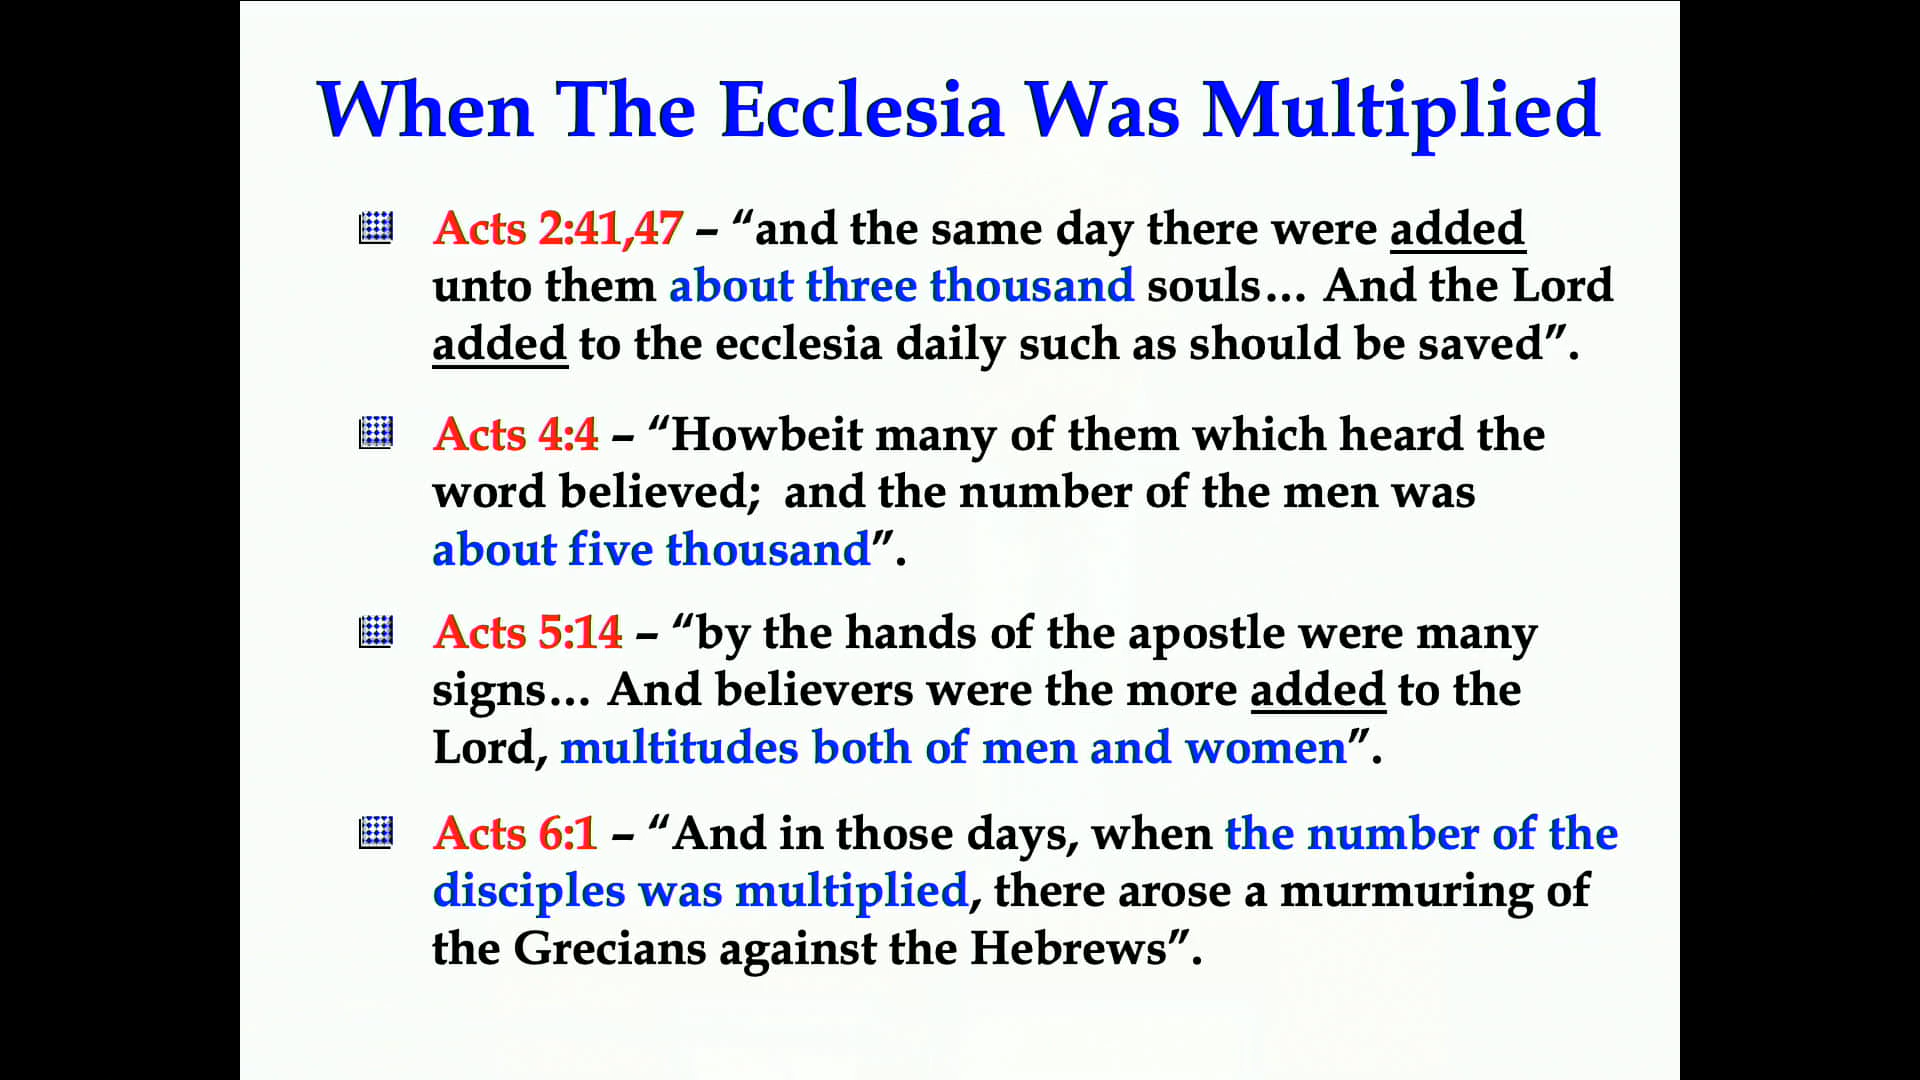 When The Ecclesia Was Multiplied
Acts 2:41,47 – “and the same day there were added
unto them about three thousand souls… And the Lord
added to the ecclesia daily such as should be saved”.
Acts 4:4 – “Howbeit many of them which heard the
word believed;  and the number of the men was
about five thousand”.
Acts 5:14 – “by the hands of the apostle were many
signs… And believers were the more added to the
Lord, multitudes both of men and women”.
Acts 6:1 – “And in those days, when the number of the
disciples was multiplied, there arose a murmuring of
the Grecians against the Hebrews”.